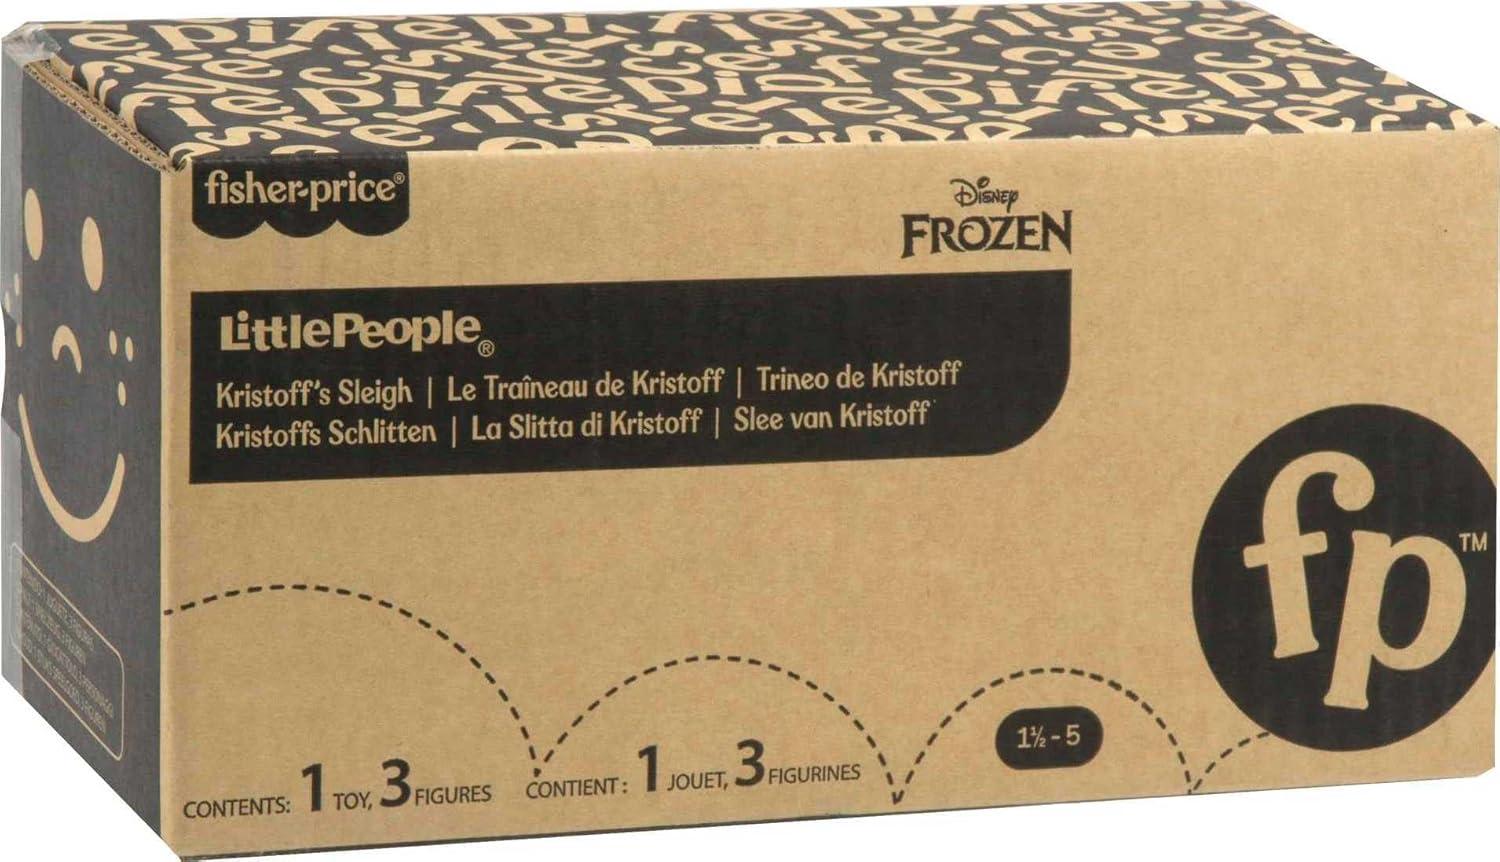 fisher-price®
Disney
FROZEN
LittlePeople®
Kristoff's Sleigh | Le Traîneau de Kristoff | Trineo de Kristoff
Kristoffs Schlitten | La Slitta di Kristoff | Slee van Kristoff
fp™
1½ - 5
CONTENTS: 1 TOY, 3 FIGURES
CONTIENT : 1 JOUET, 3 FIGURINES